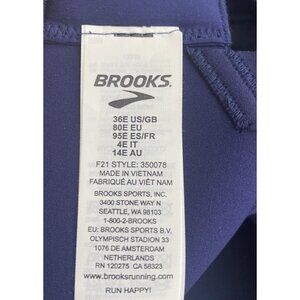 BROOKS
36E US/GB
80E EU
95E ES/FR
4E IT
14E AU
F21 STYLE: 350078
MADE IN VIETNAM
FABRIQUÉ AU VIÊT NAM
BROOKS SPORTS, INC.
3400 STONE WAY N
SEATTLE, WA 98103
1-800-2-BROOKS
EU: BROOKS SPORTS B.V.
OLYMPISCH STADION 33
1076 DE AMSTERDAM
NETHERLANDS
RN 120275 CA 58323
www.brooksrunning.com
RUN HAPPY!